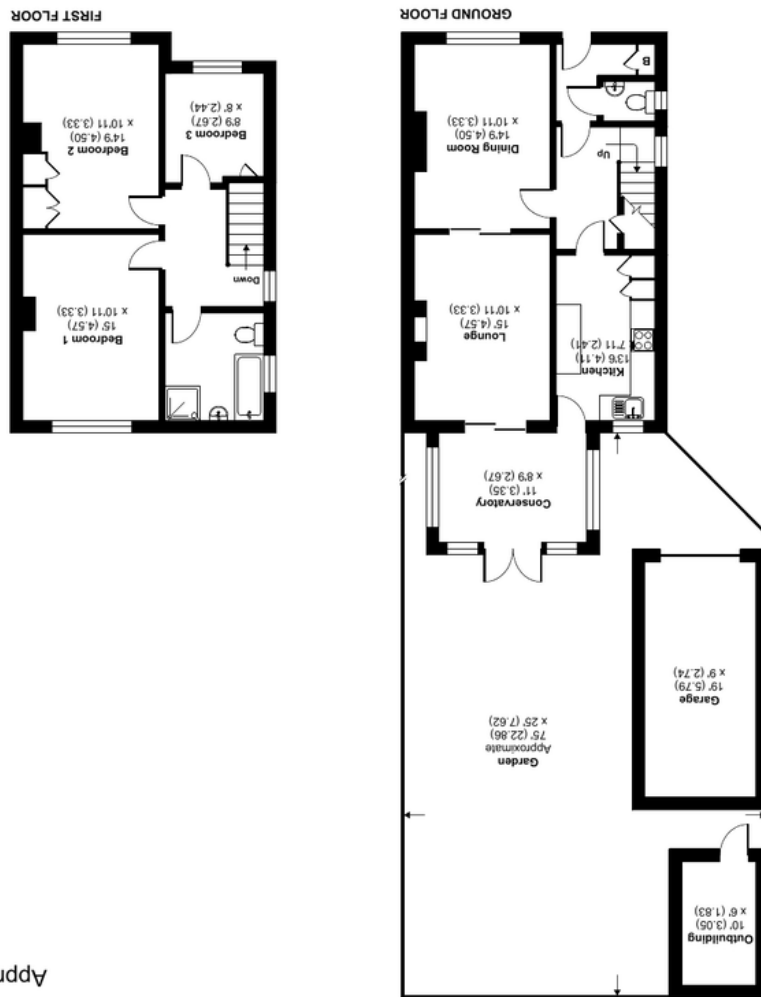 Appr
Outbuilding
10' (3.05)
x 6' (1.83)
Garage
19' (5.79)
x 9' (2.74)
Garden
Approximate
75' (22.86)
x 25' (7.62)
Conservatory
11' (3.35)
x 8'9 (2.67)
Kitchen
13'6 (4.11)
7'11 (2.41)
Lounge
15' (4.57)
x 10'11 (3.33)
Up
Dining Room
14'9 (4.50)
x 10'11 (3.33)
B
GROUND FLOOR
Bedroom 1
15' (4.57)
x 10'11 (3.33)
Down
Bedroom 3
8'9 (2.67)
x 8' (2.44)
Bedroom 2
14'9 (4.50)
x 10'11 (3.33)
FIRST FLOOR